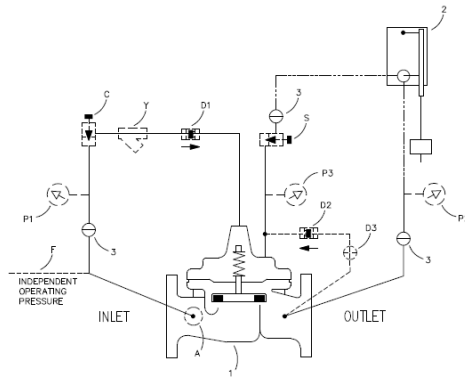 2
C
Y
D1
3
S
P1
P3
D2
P
3
D3
3
F
INDEPENDENT
OPERATING
PRESSURE
INLET
OUTLET
A
1